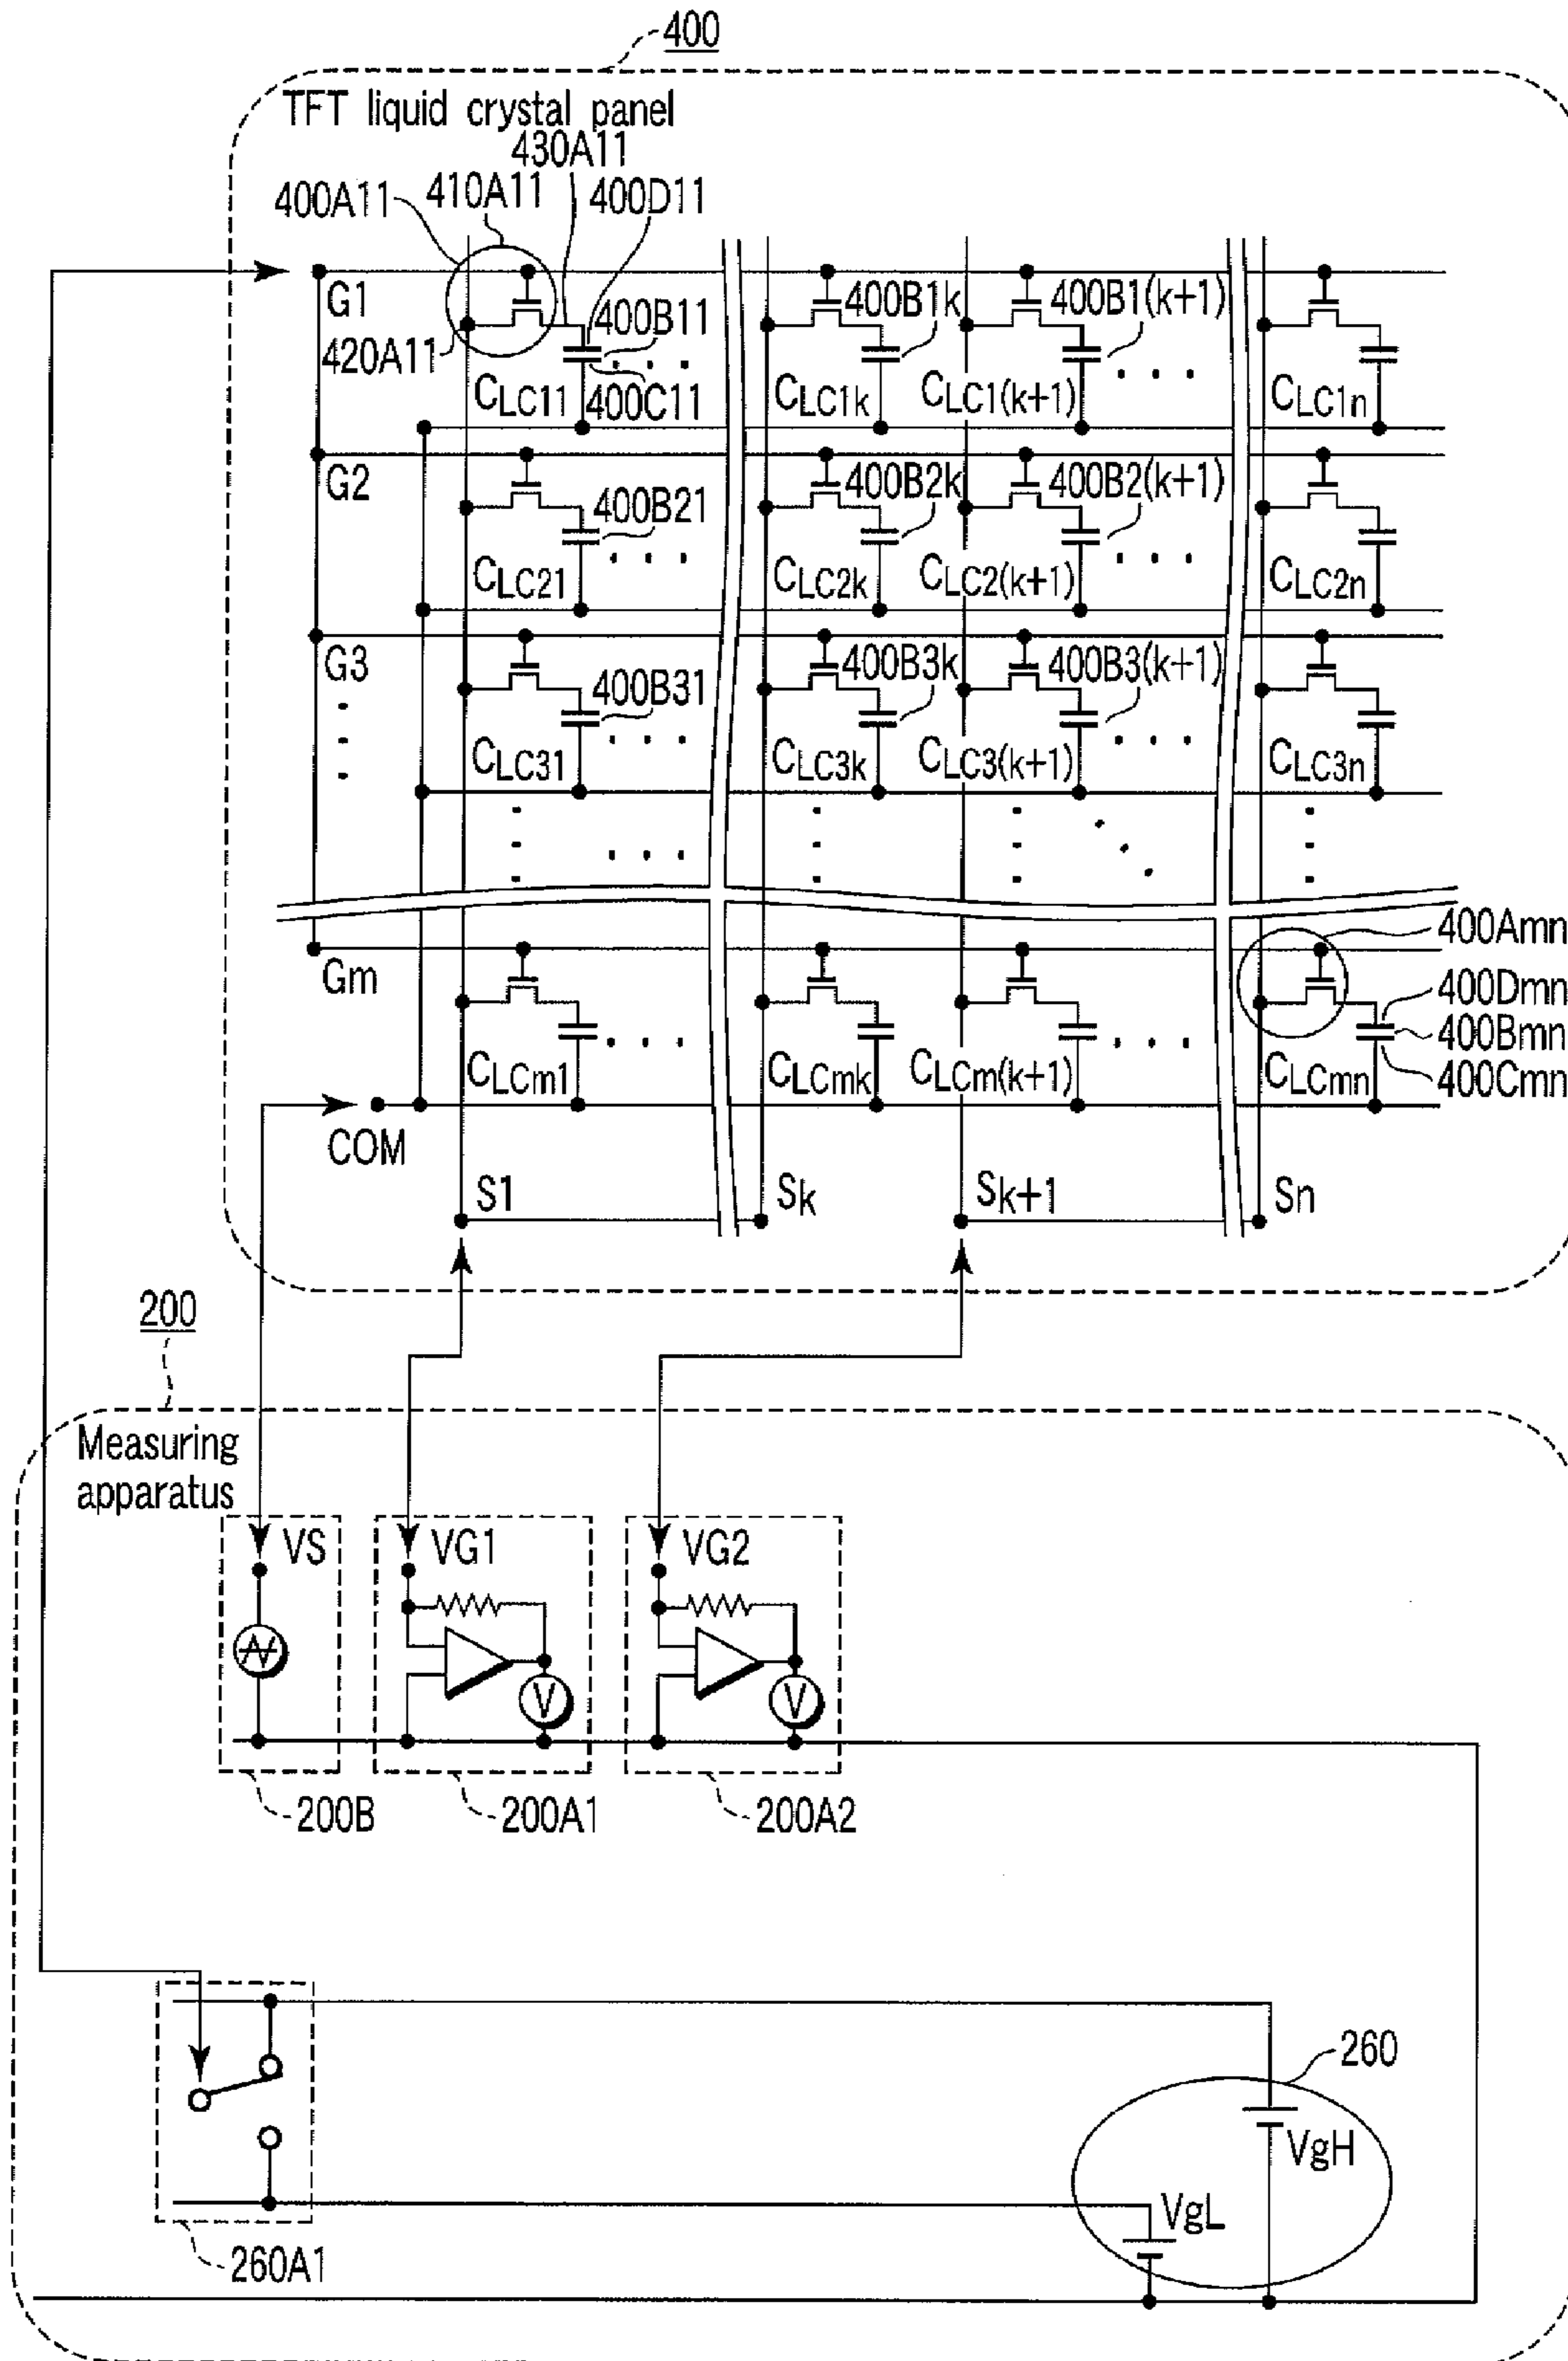 400
TFT liquid crystal panel
430A11
400A11
410A11
400D11
G1
400B11
400B1k
400B1(k+1)
420A11
CLC11
400C11
CLC1k
CLC1(k+1)
CLC1n
G2
400B21
400B2k
400B2(k+1)
CLC21
CLC2k
CLC2(k+1)
CLC2n
G3
400B31
400B3k
400B3(k+1)
CLC31
CLC3k
CLC3(k+1)
CLC3n
400Amn
Gm
400Dmn
400Bmn
CLCm1
CLCmk
CLCm(k+1)
CLCmn
400Cmn
COM
S1
Sk
Sk+1
Sn
200
Measuring
apparatus
VS
VG1
VG2
V
V
200B
200A1
200A2
260
VgH
VgL
260A1